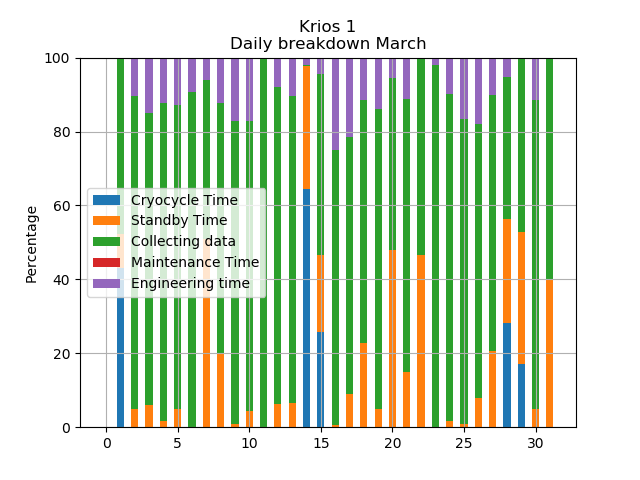 Krios 1
Daily breakdown March
100
80
60
40
20
0
Percentage
Cryocycle Time
Standby Time
Collecting data
Maintenance Time
Engineering time
0 5 10 15 20 25 30